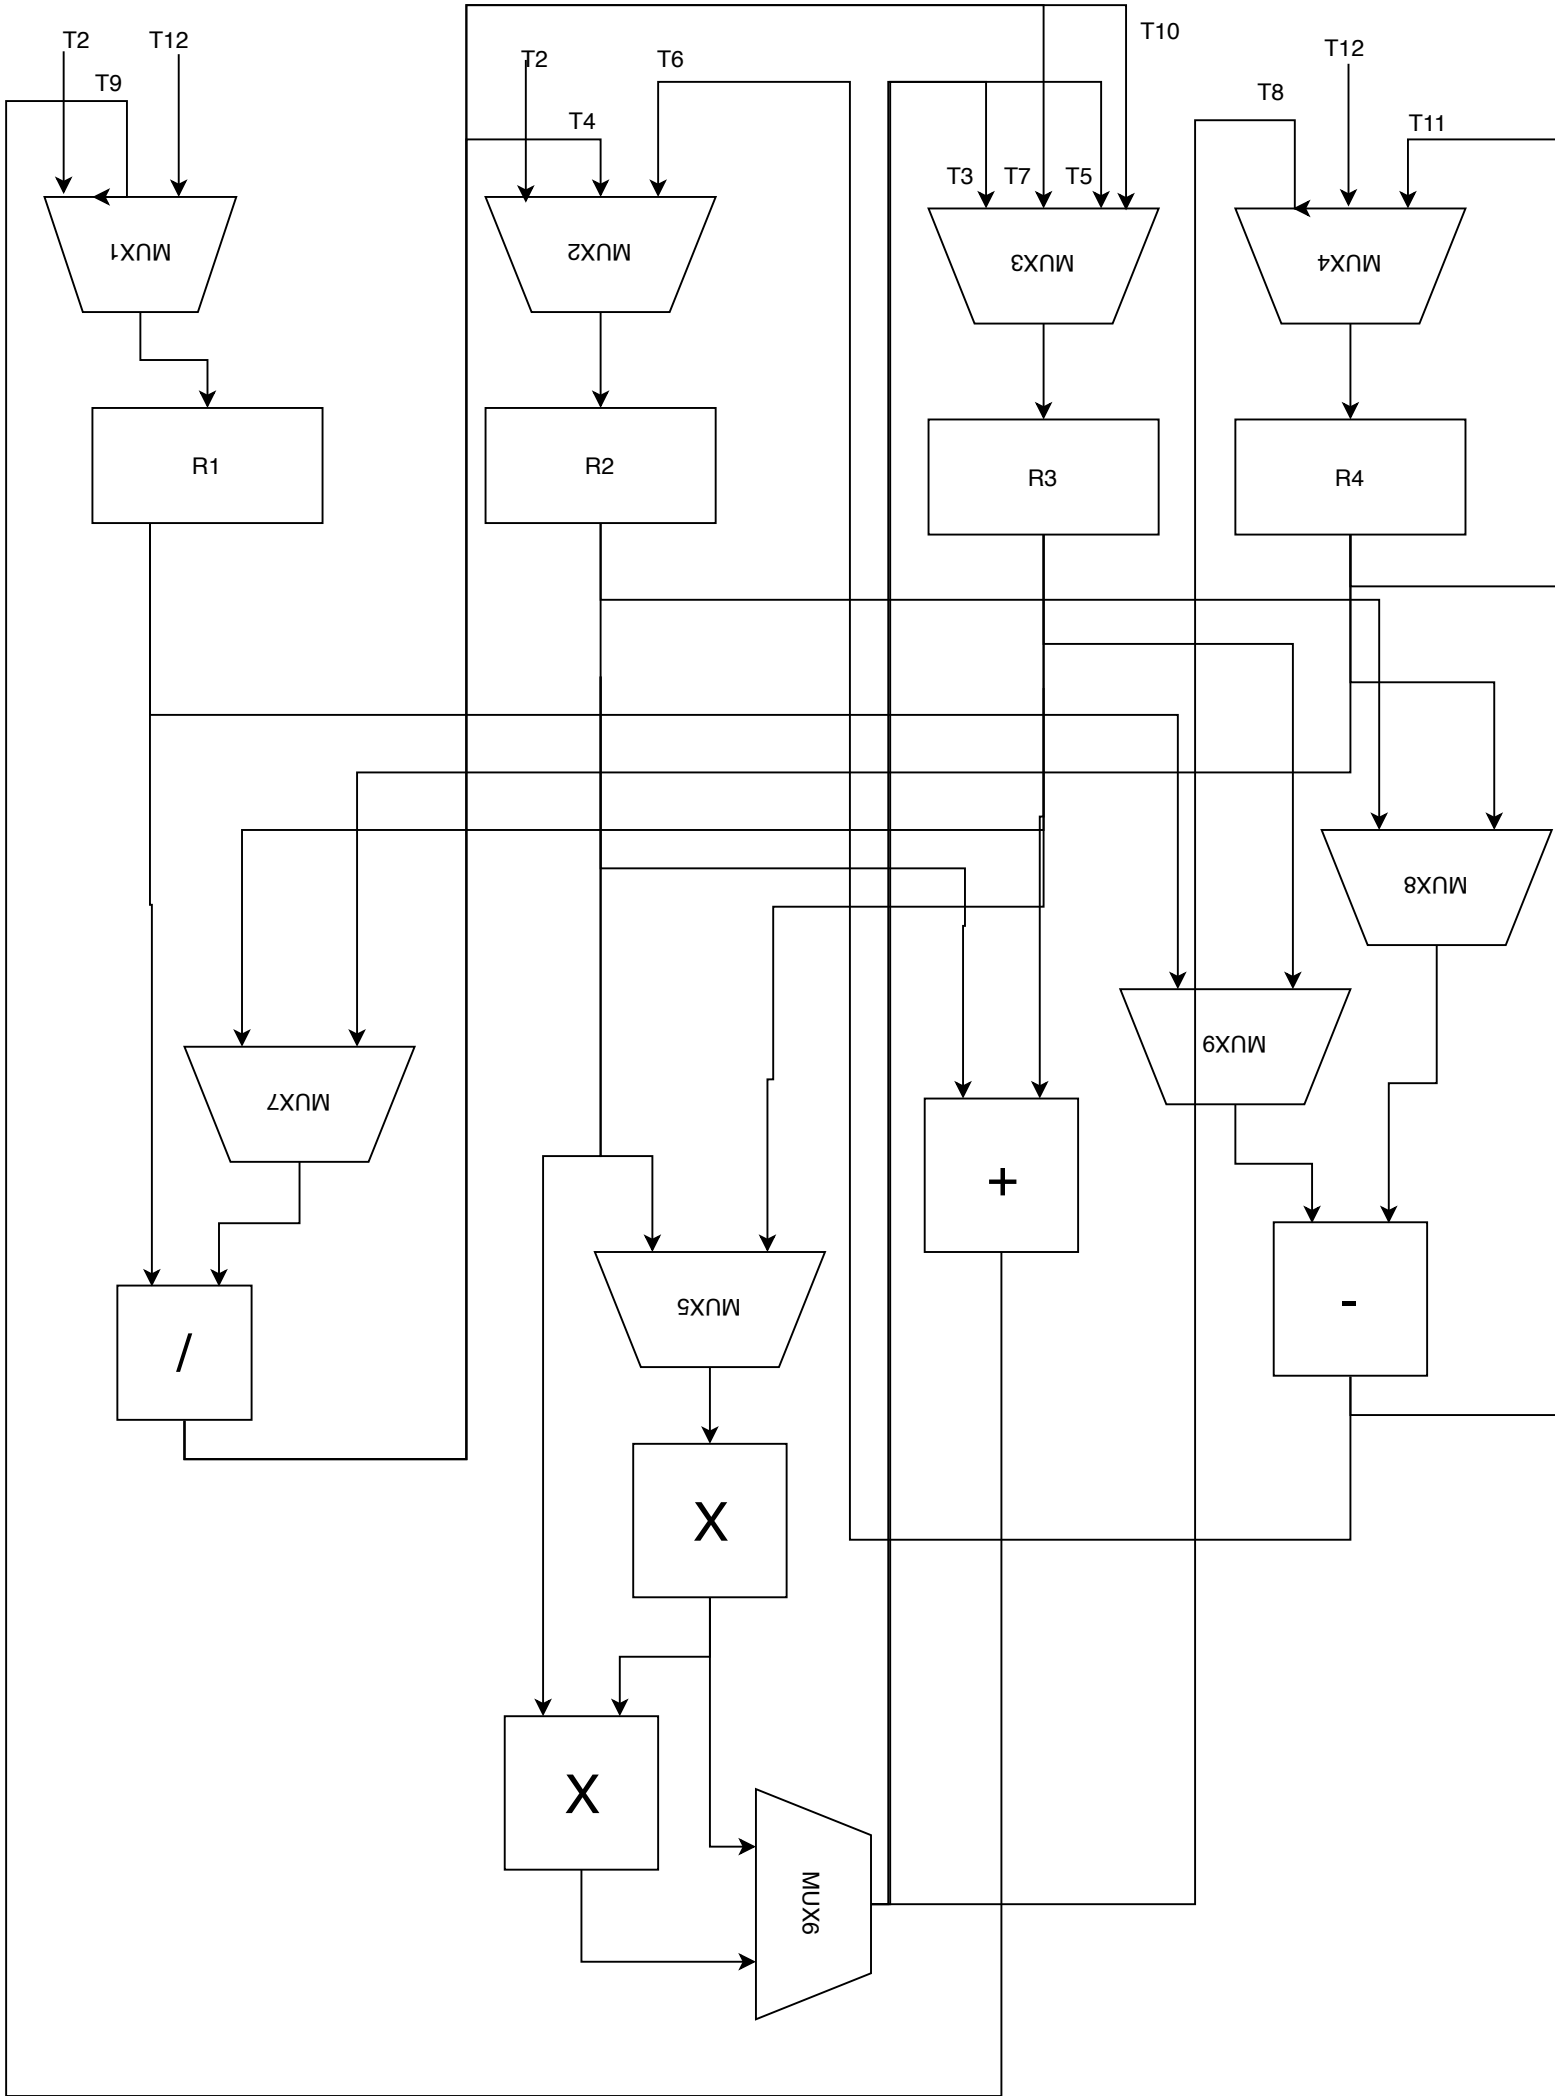 T2 T12
T9
T2
T6
T4
T10
T3 T7 T5
T12
T8
T11
MUX1
MUX2
MUX3
MUX4
R1
R2
R3
R4
MUX8
MUX9
MUX7
+
-
MUX5
/
X
X
MUX6